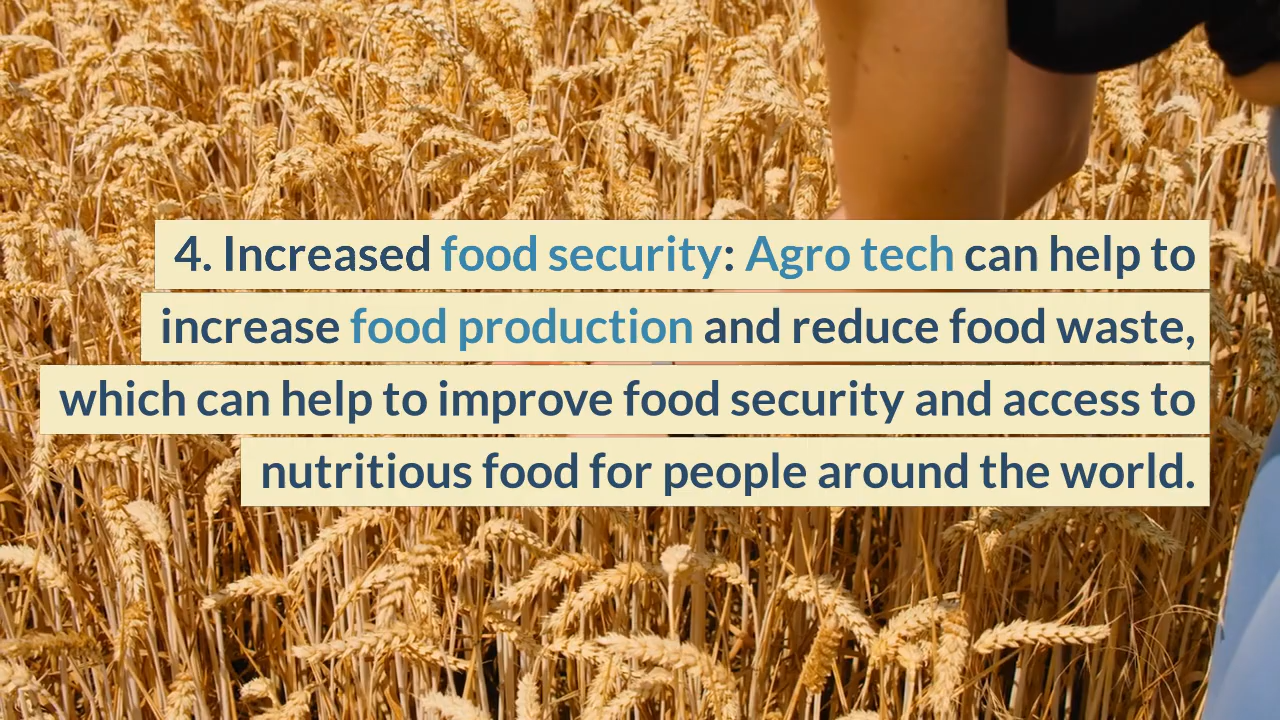 4. Increased food security: Agro tech can help to
increase food production and reduce food waste,
which can help to improve food security and access to
nutritious food for people around the world.